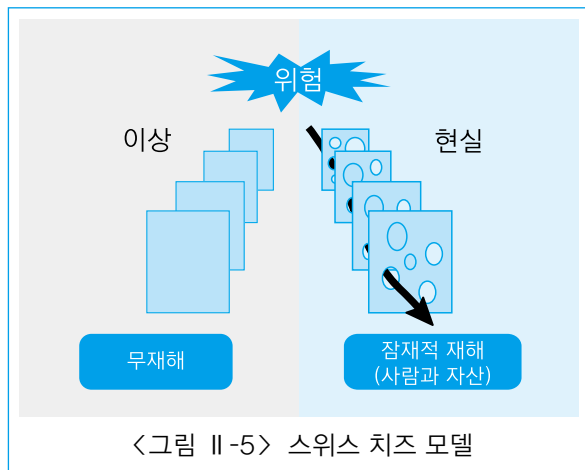 위험
이상
현실
무재해
잠재적 재해
(사람과 자산)
<그림 Ⅱ-5> 스위스 치즈 모델